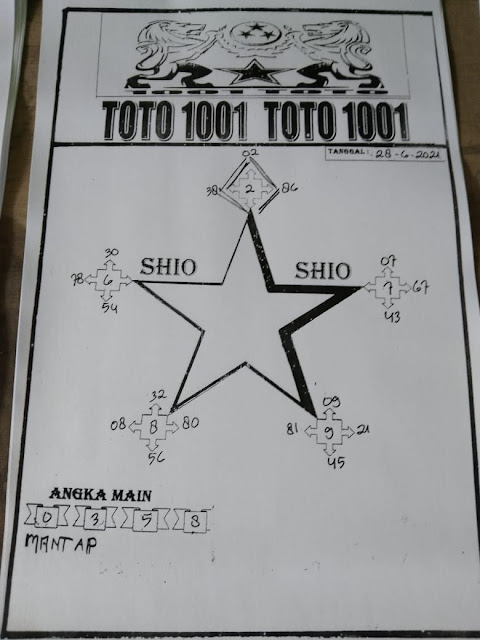 TOTO 1001 TOTO 1001
TANGGAL: 28-6-2021
02
38 2 86
30
78 6
54
SHIO SHIO
07
7 67
43
32
08 8 80
56
09
81 9 21
45
ANGKA MAIN
0 3 5 8
MANTAP